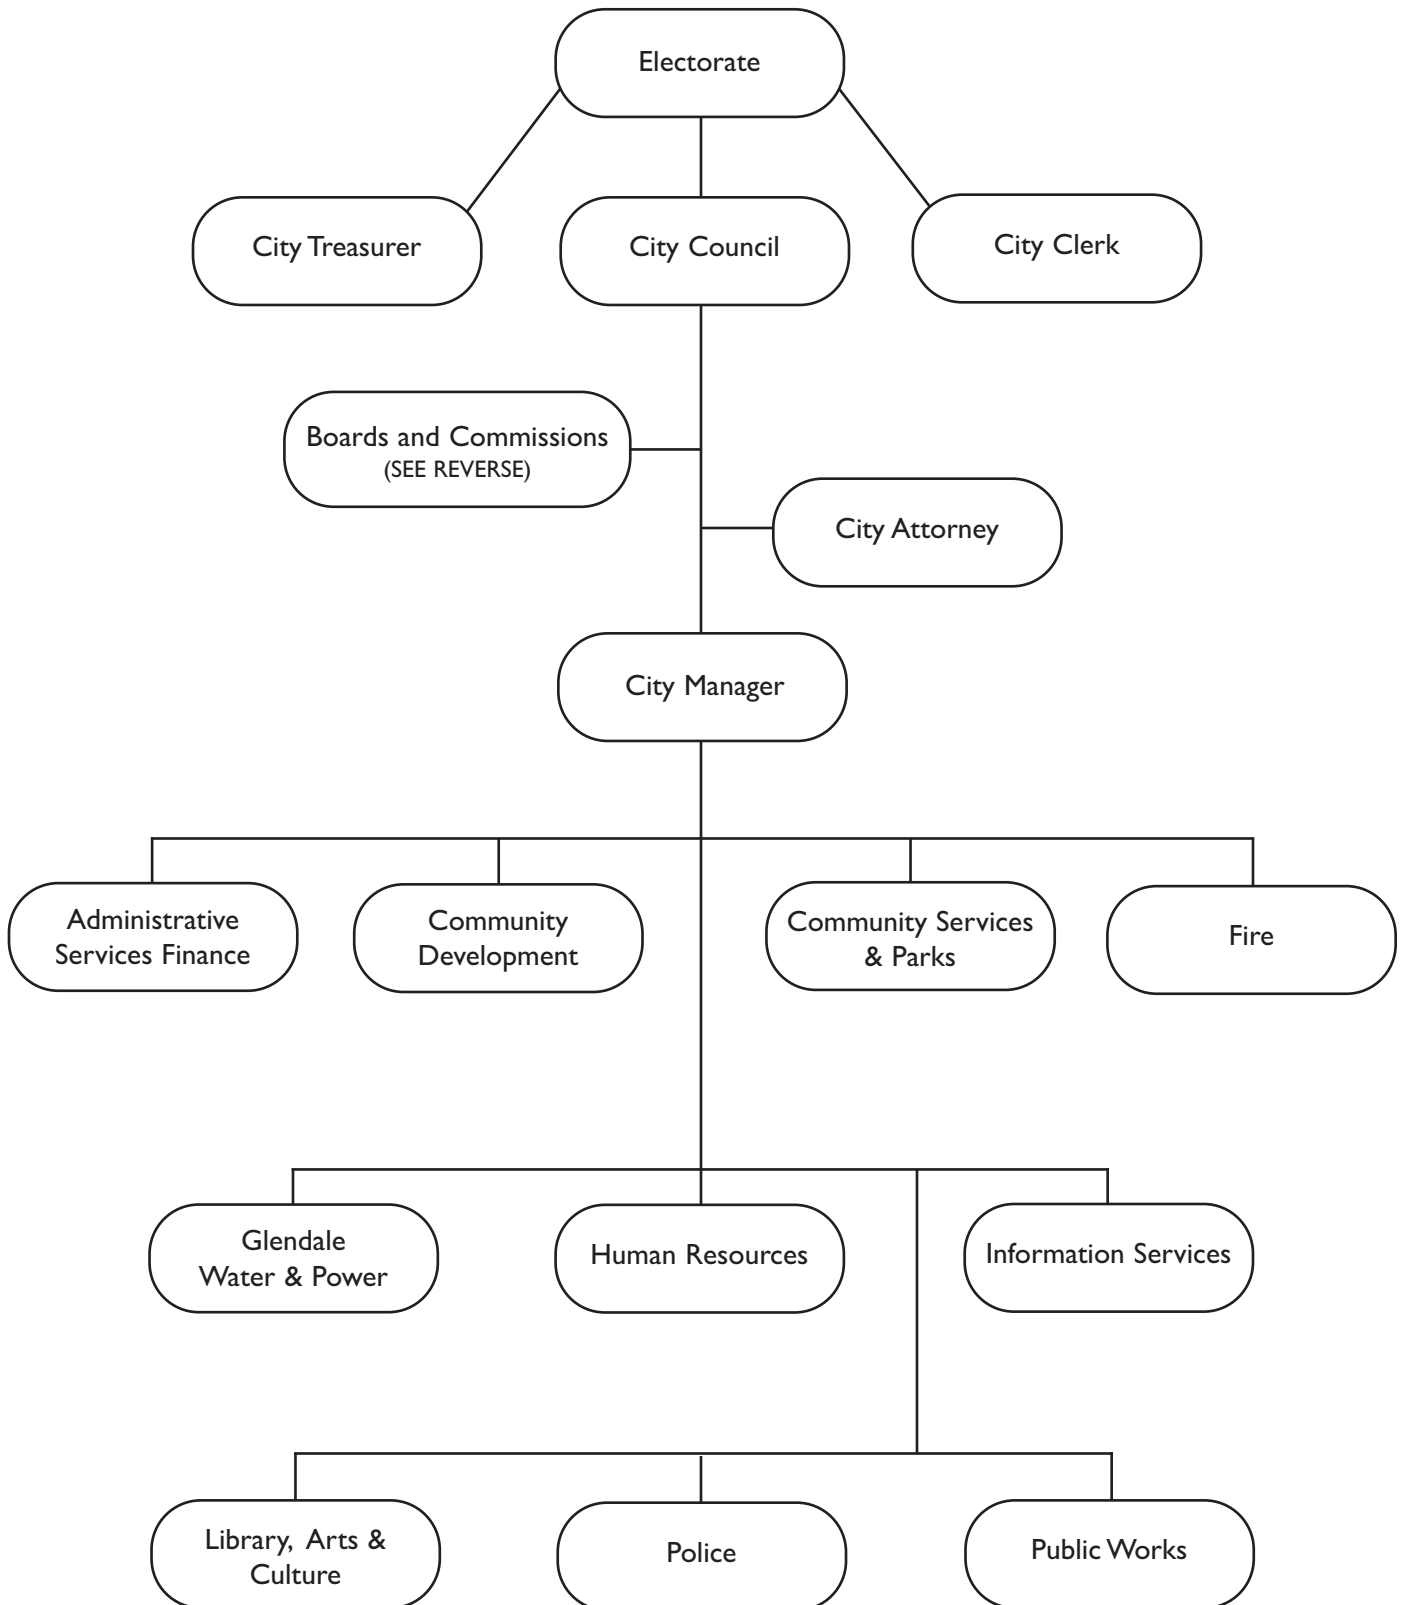 Electorate
City Treasurer
City Council
City Clerk
Boards and Commissions
(SEE REVERSE)
City Attorney
City Manager
Administrative
Services Finance
Community
Development
Community Services
& Parks
Fire
Glendale
Water & Power
Human Resources
Information Services
Library, Arts &
Culture
Police
Public Works